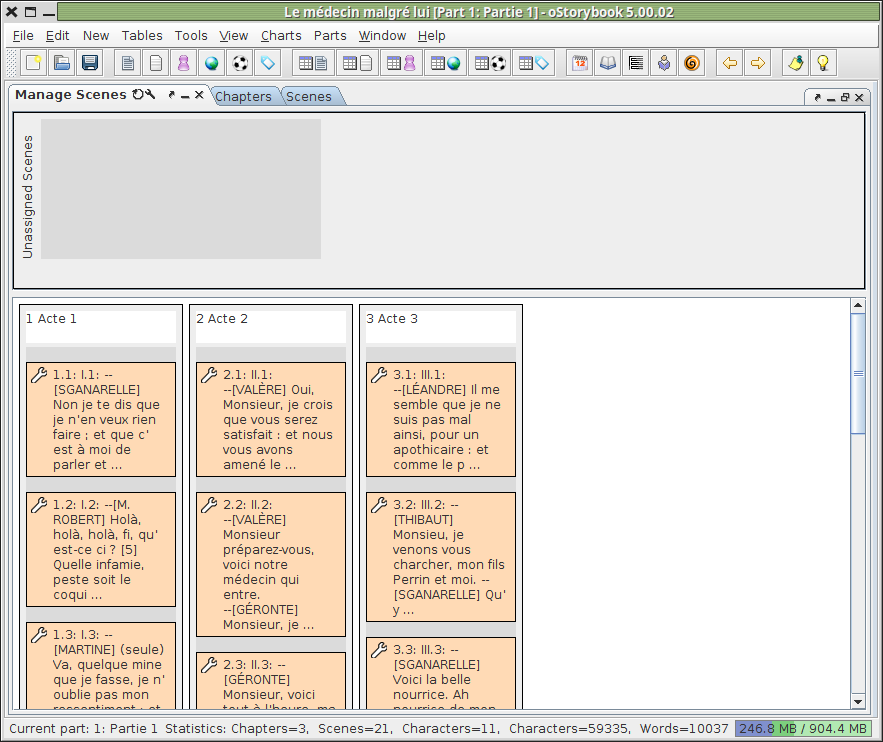 Le médecin malgré lui [Part 1: Partie 1] - oStorybook 5.00.02
File Edit New Tables Tools View Charts Parts Window Help
12
Manage Scenes
Chapters
Scenes
Unassigned Scenes
1 Acte 1
1.1: I.1: --
[SGANARELLE]
Non je te dis que
je n'en veux rien
faire ; et que c'
est à moi de
parler et ...
1.2: I.2: --[M.
ROBERT] Holà,
holà, holà, fi, qu'
est-ce ci ? [5]
Quelle infamie,
peste soit le
coqui ...
1.3: I.3: --
[MARTINE] (seule)
Va, quelque mine
que je fasse, je n'
oublie pas mon
ressentiment ; et
2 Acte 2
2.1: II.1:
--[VALÈRE] Oui,
Monsieur, je crois
que vous serez
satisfait : et nous
vous avons
amené le ...
2.2: II.2:
--[VALÈRE]
Monsieur
préparez-vous,
voici notre
médecin qui
entre.
--[GÉRONTE]
Monsieur, je ...
2.3: II.3: --
[GÉRONTE]
Monsieur, voici
tout à l'heure, me
3 Acte 3
3.1: III.1:
--[LÉANDRE] Il me
semble que je ne
suis pas mal
ainsi, pour un
apothicaire : et
comme le p ...
3.2: III.2: --
[THIBAUT]
Monsieu, je
venons vous
charcher, mon fils
Perrin et moi. --
[SGANARELLE] Qu'
y ...
3.3: III.3: --
[SGANARELLE]
Voici la belle
nourrice. Ah
nourrice de mon
Current part: 1: Partie 1 Statistics: Chapters=3, Scenes=21, Characters=11, Characters=59335, Words=10037
246.8 MB / 904.4 MB